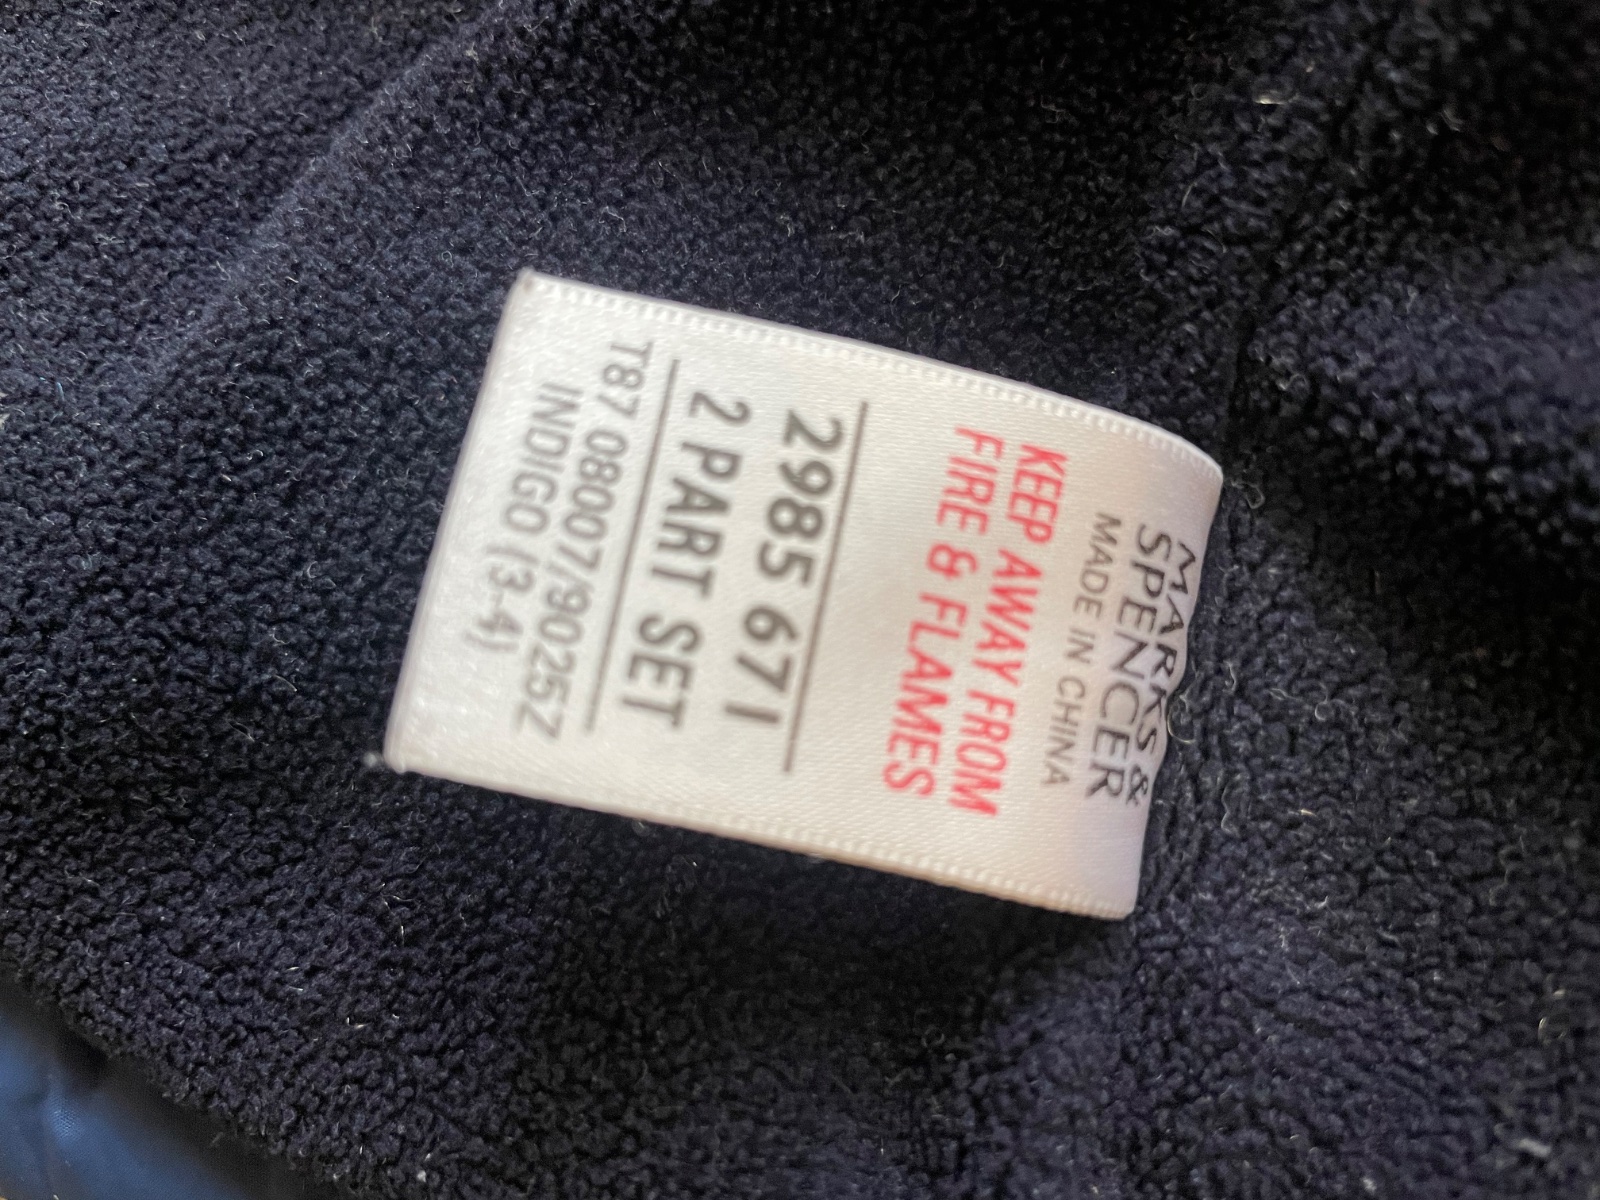 MARKS &
SPENCER
MADE IN CHINA
KEEP AWAY FROM
FIRE & FLAMES
2985 671
2 PART SET
T87 08007/9025Z
INDIGO (3-4)